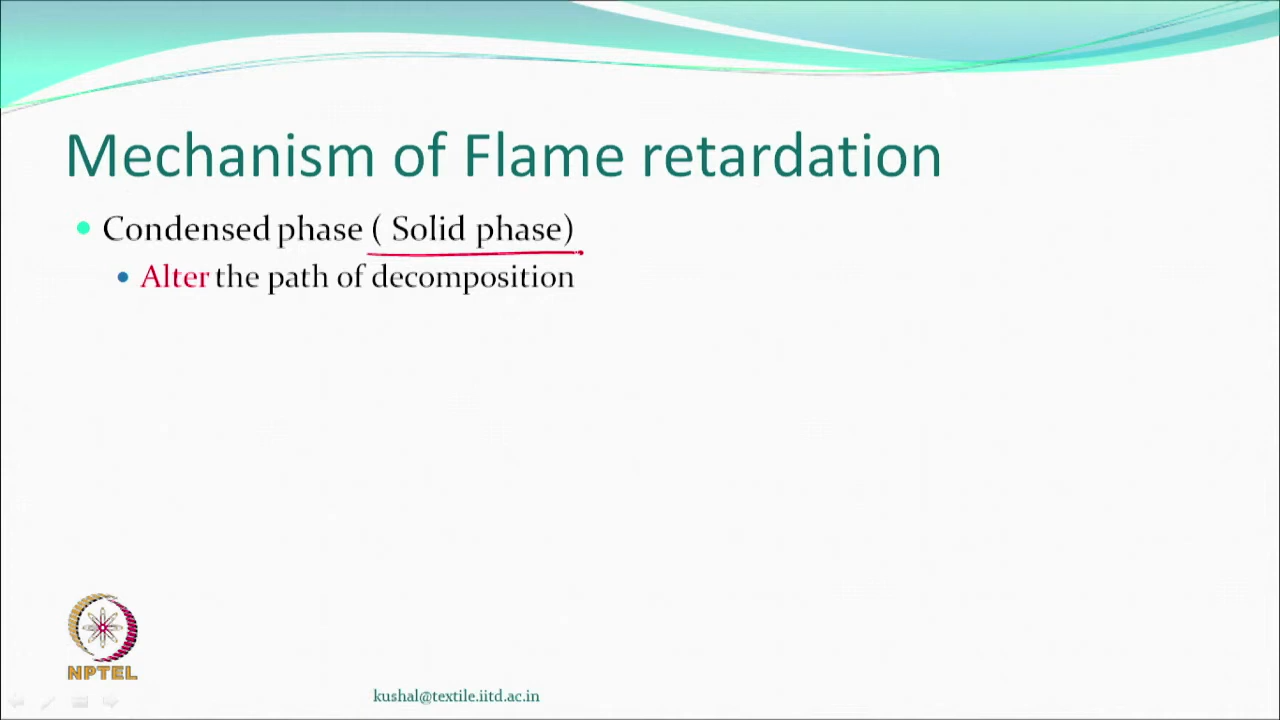 Mechanism of Flame retardation
Condensed phase ( Solid phase)
Alter the path of decomposition
NPTEL
kushal@textile.iitd.ac.in